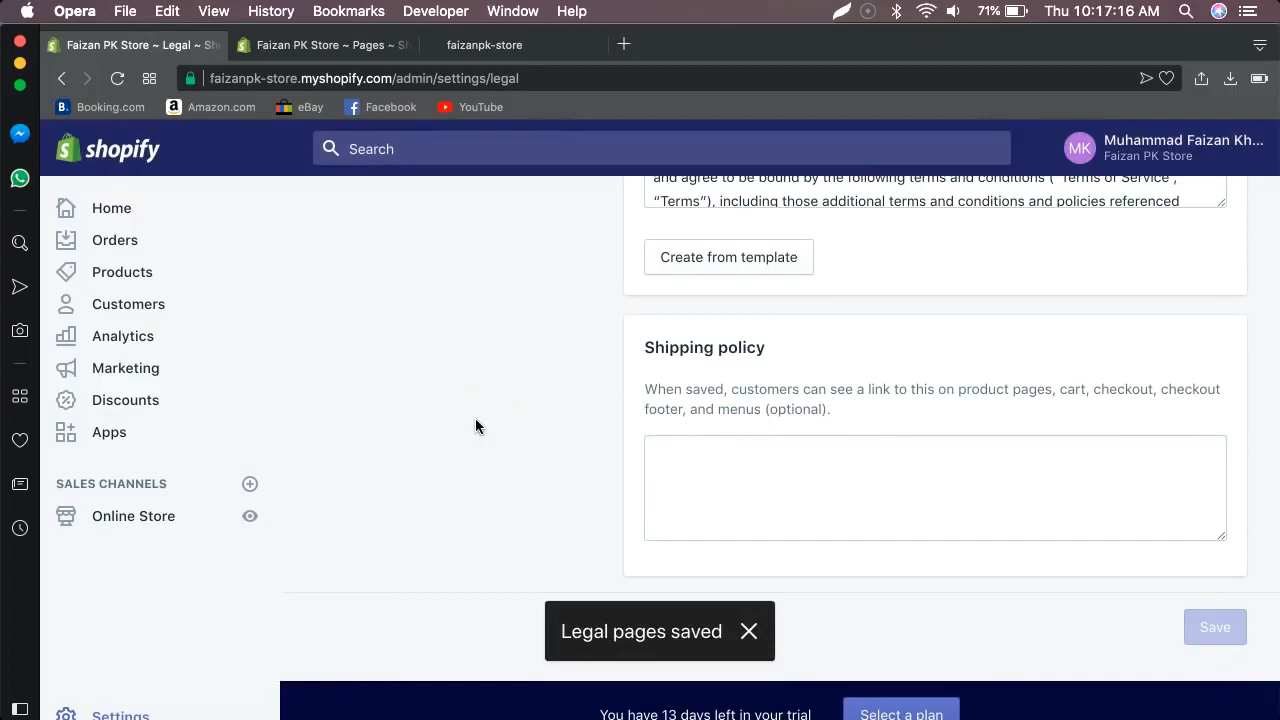 Opera File Edit View History Bookmarks Developer Window Help 71% Thu 10:17:16 AM
Faizan PK Store ~ Legal ~ Sh Faizan PK Store ~ Pages ~ S faizanpk-store
faizanpk-store.myshopify.com/admin/settings/legal
B. Booking.com a Amazon.com eBay Facebook YouTube
shopify Search MK Muhammad Faizan Kh...
Faizan PK Store
Home
Orders
Products
Customers
Analytics
Marketing
Discounts
Apps
SALES CHANNELS
Online Store
Settings
and agree to be bound by the following terms and conditions (“Terms of Service”,
“Terms”), including those additional terms and conditions and policies referenced
Create from template
Shipping policy
When saved, customers can see a link to this on product pages, cart, checkout, checkout
footer, and menus (optional).
Legal pages saved
Save
You have 13 days left in your trial Select a plan